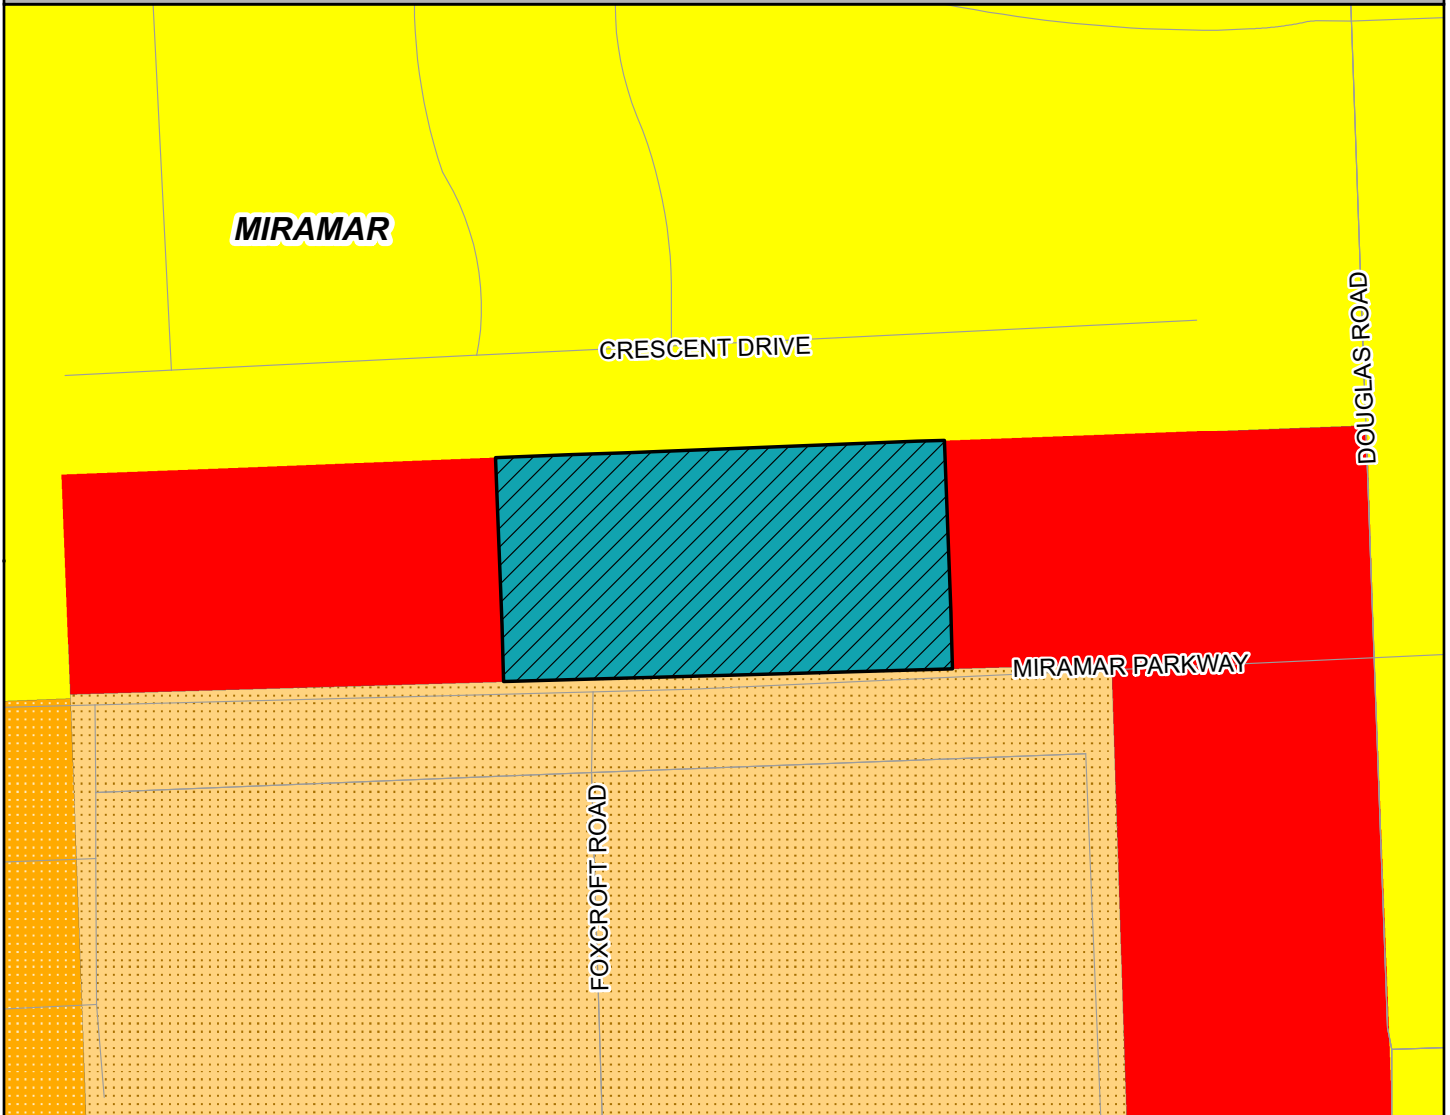 MIRAMAR
CRESCENT DRIVE
DOUGLAS ROAD
MIRAMAR PARKWAY
FOXCROFT ROAD